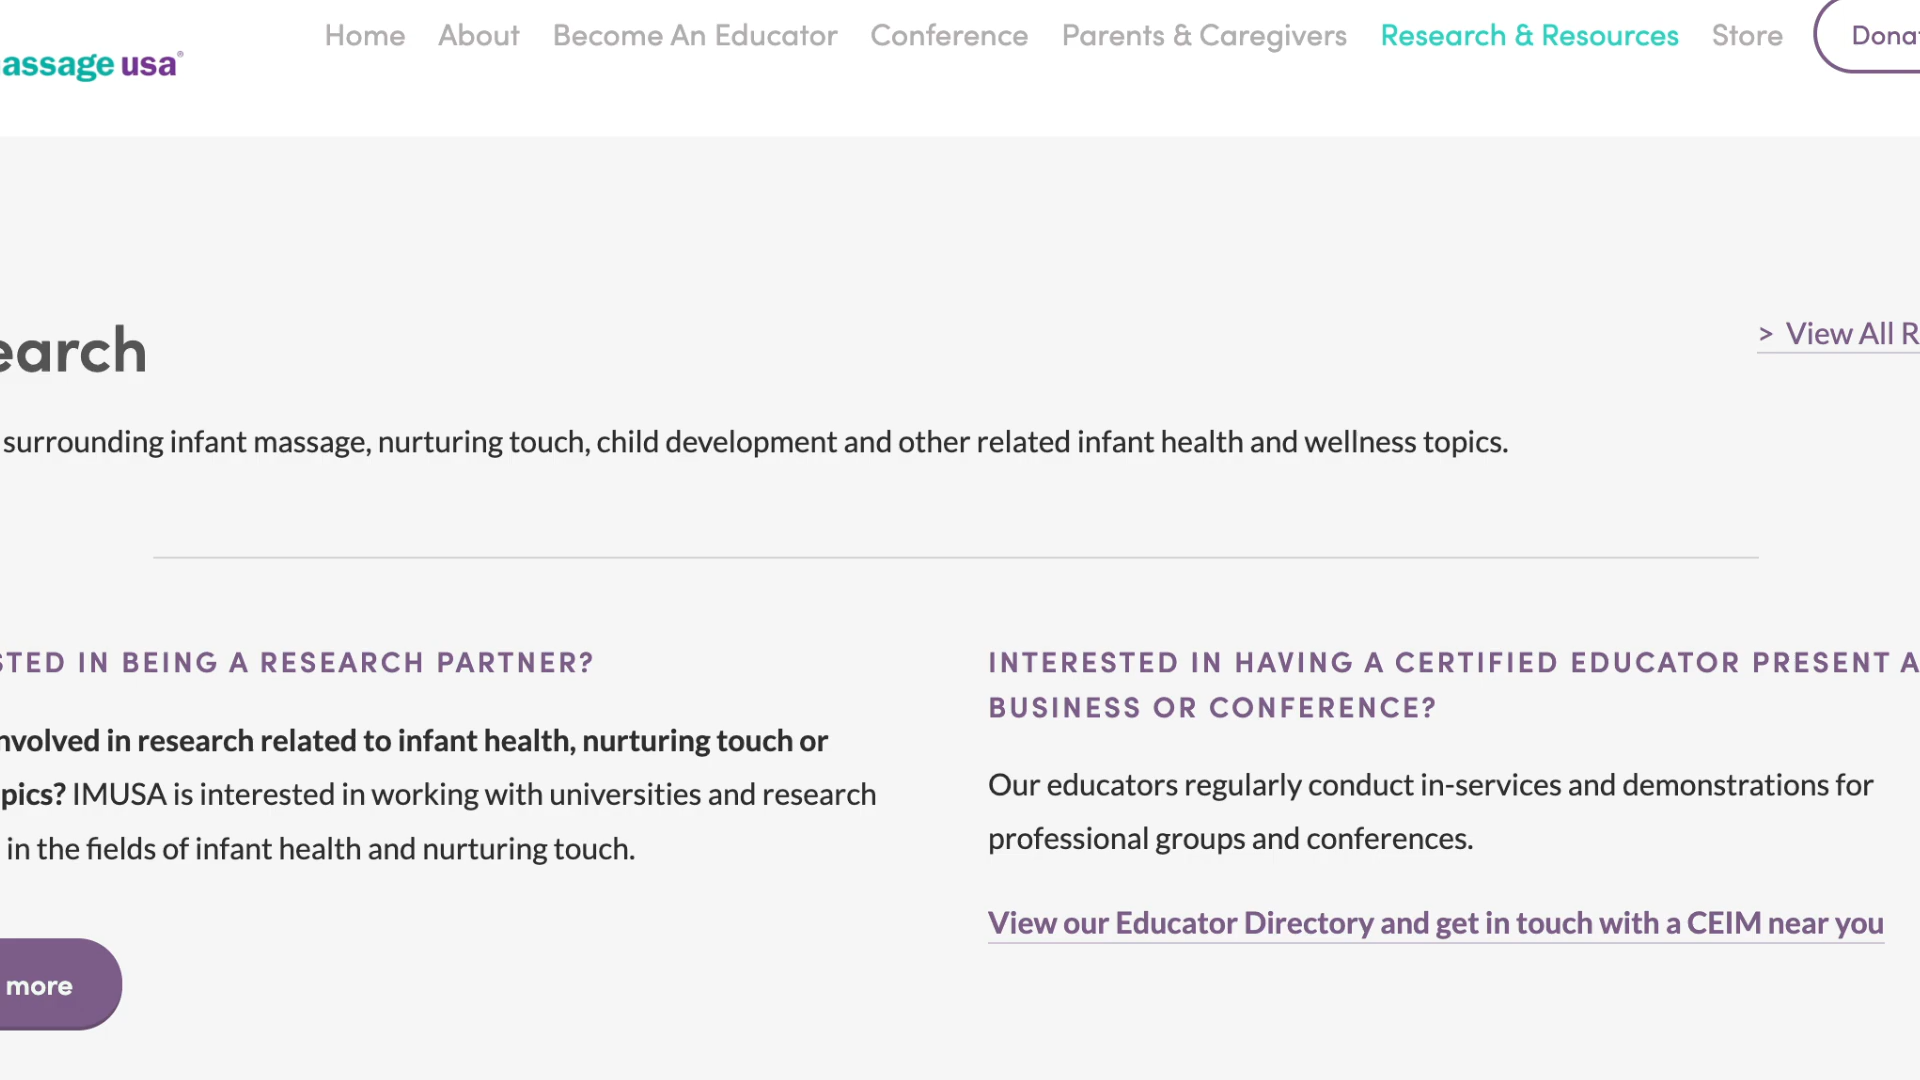 Home About Become An Educator Conference Parents & Caregivers Research & Resources Store Dona
assage usa®
earch
> View All R
surrounding infant massage, nurturing touch, child development and other related infant health and wellness topics.
STED IN BEING A RESEARCH PARTNER?
nvolved in research related to infant health, nurturing touch or
pics? IMUSA is interested in working with universities and research
in the fields of infant health and nurturing touch.
more
INTERESTED IN HAVING A CERTIFIED EDUCATOR PRESENT A
BUSINESS OR CONFERENCE?
Our educators regularly conduct in-services and demonstrations for
professional groups and conferences.
View our Educator Directory and get in touch with a CEIM near you